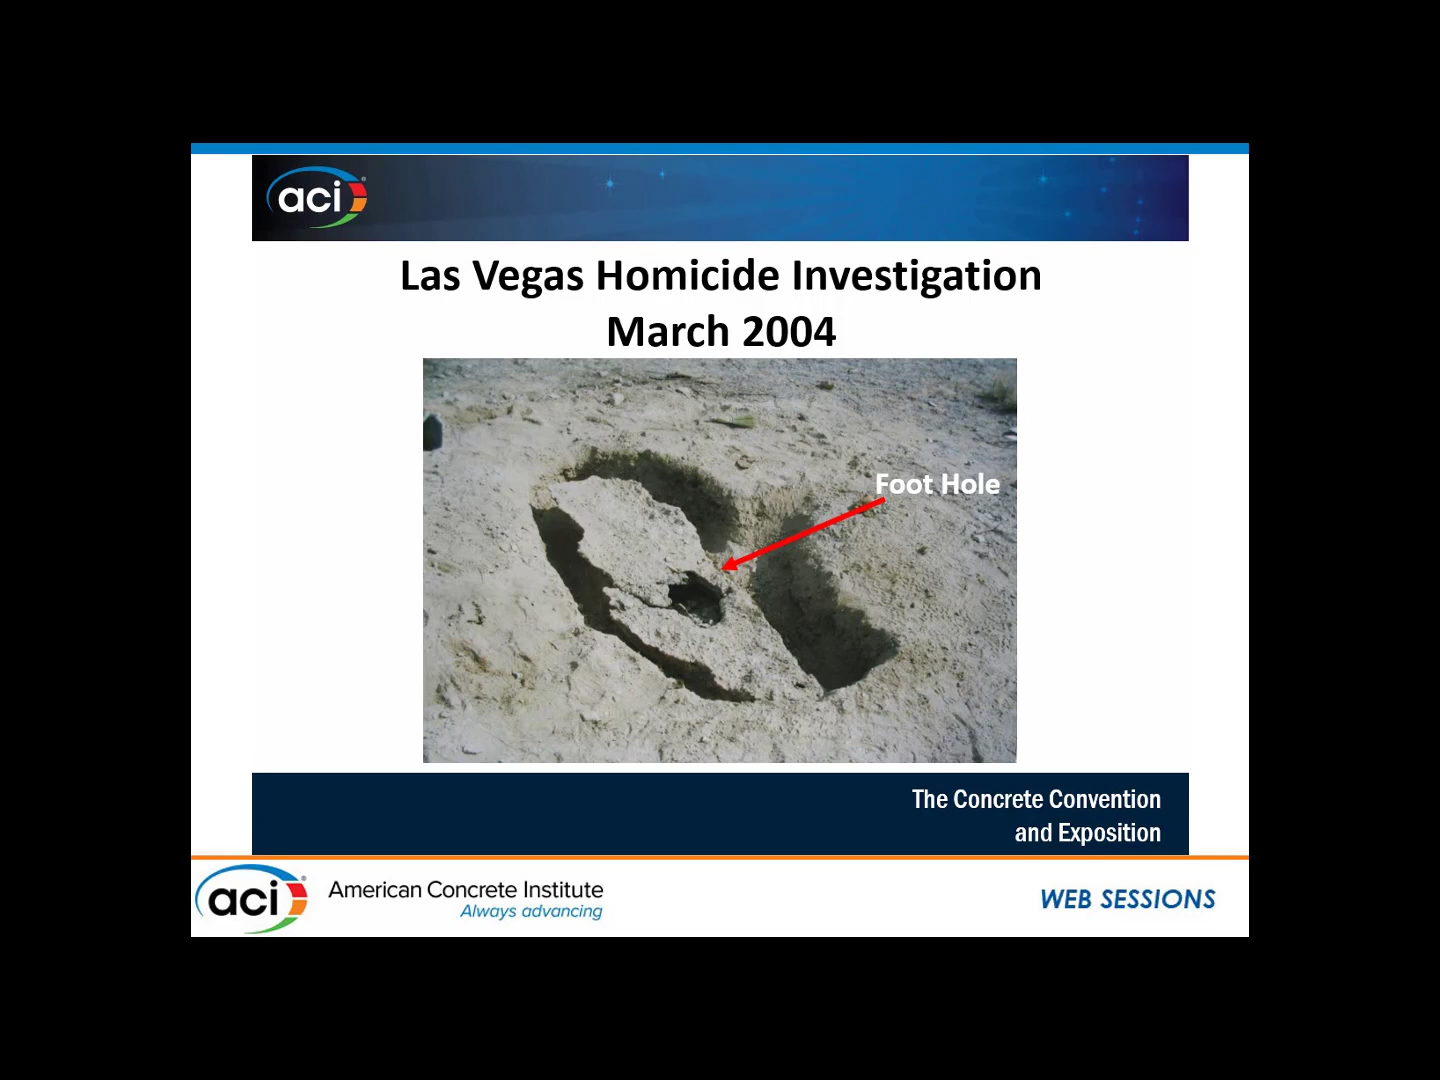 aci
Las Vegas Homicide Investigation
March 2004
Foot Hole
The Concrete Convention
and Exposition
aci
American Concrete Institute
Always advancing
WEB SESSIONS